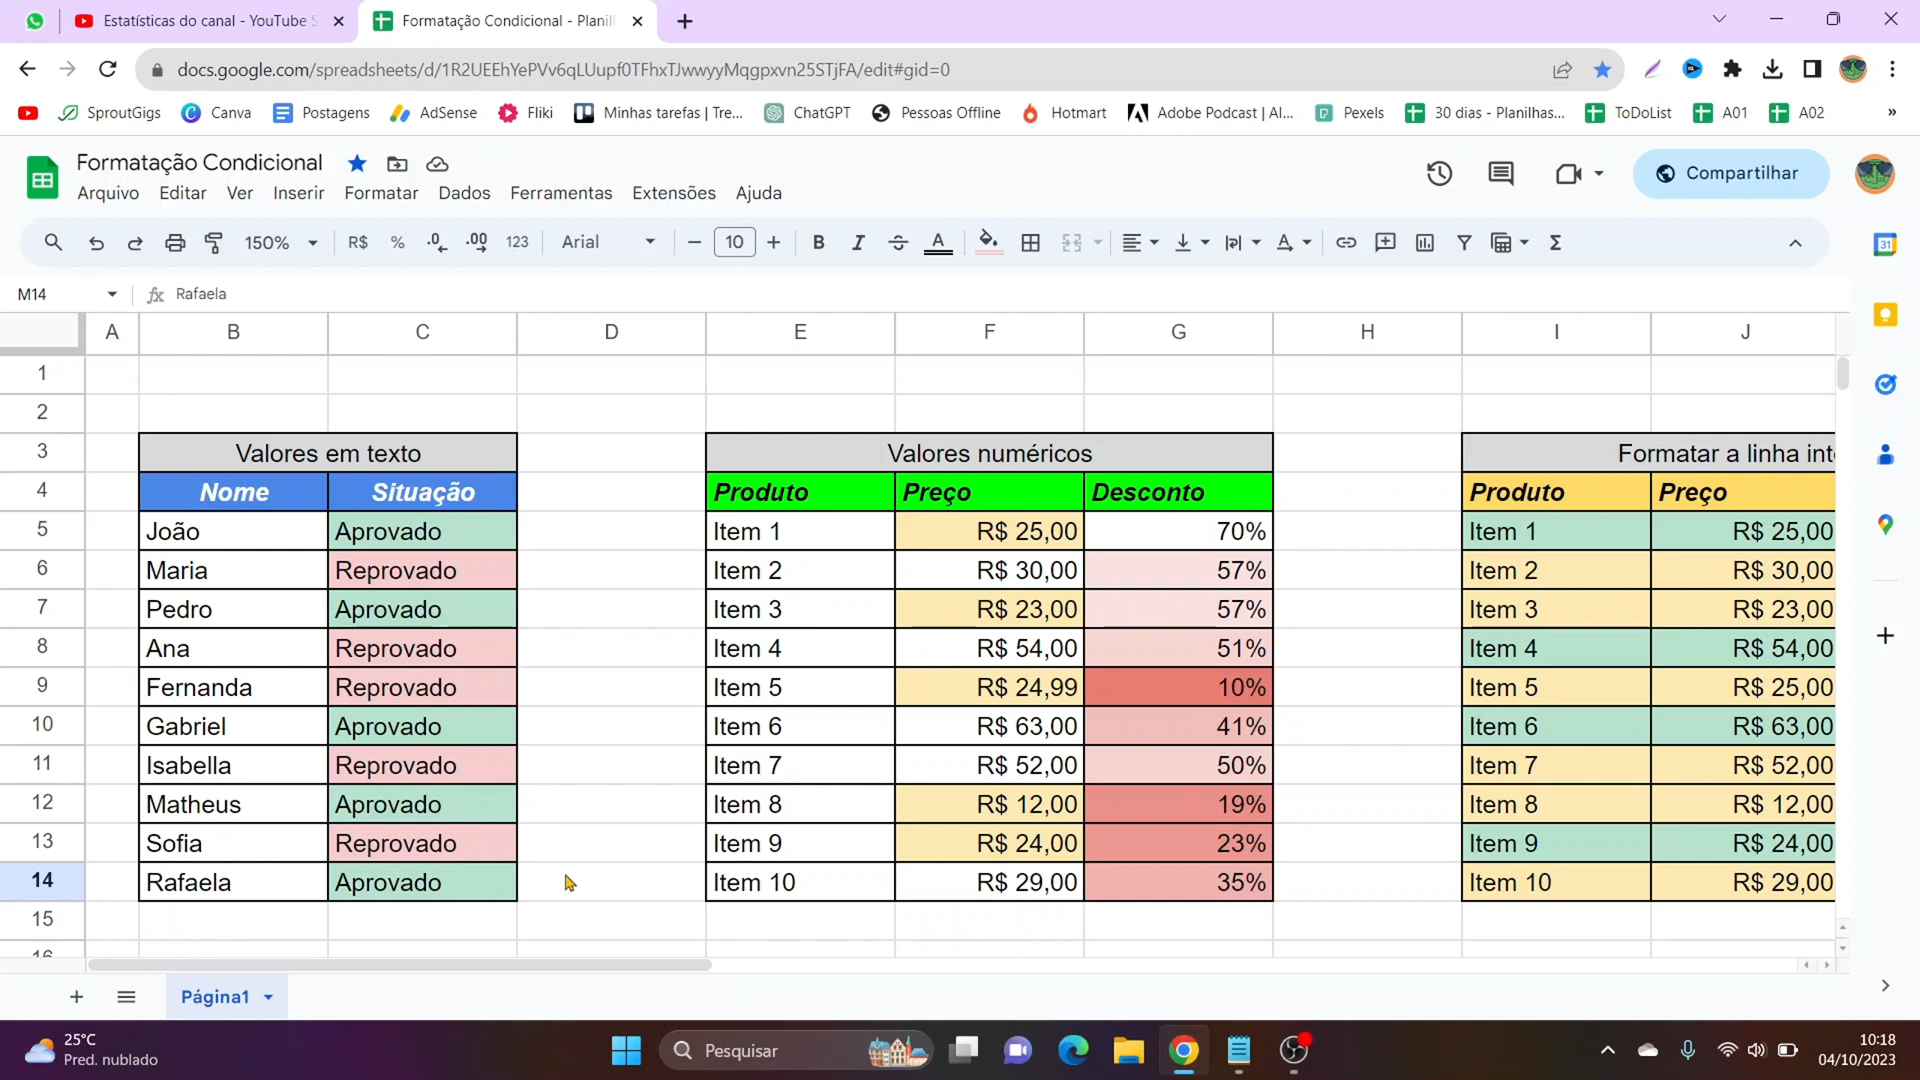 Estatísticas do canal - YouTube S
Formatação Condicional - Planil
docs.google.com/spreadsheets/d/1R2UEEhYePVv6qLUupf0TFhxTJwwyyMqgpxvn25STjFA/edit#gid=0
SproutGigs Canva Postagens AdSense Fliki Minhas tarefas | Tre... ChatGPT Pessoas Offline Hotmart Adobe Podcast | AI... Pexels 30 dias - Planilhas... ToDoList A01 A02 »
Formatação Condicional
Arquivo Editar Ver Inserir Formatar Dados Ferramentas Extensões Ajuda
Compartilhar
150% R$ % .0 .00 123 Arial 10 B I S A Σ
M14 fx Rafaela
A B C D E F G H I J
1
2
3 Valores em texto Valores numéricos Formatar a linha inte
4 Nome Situação Produto Preço Desconto Produto Preço
5 João Aprovado Item 1 R$ 25,00 70% Item 1 R$ 25,00
6 Maria Reprovado Item 2 R$ 30,00 57% Item 2 R$ 30,00
7 Pedro Aprovado Item 3 R$ 23,00 57% Item 3 R$ 23,00
8 Ana Reprovado Item 4 R$ 54,00 51% Item 4 R$ 54,00
9 Fernanda Reprovado Item 5 R$ 24,99 10% Item 5 R$ 25,00
10 Gabriel Aprovado Item 6 R$ 63,00 41% Item 6 R$ 63,00
11 Isabella Reprovado Item 7 R$ 52,00 50% Item 7 R$ 52,00
12 Matheus Aprovado Item 8 R$ 12,00 19% Item 8 R$ 12,00
13 Sofia Reprovado Item 9 R$ 24,00 23% Item 9 R$ 24,00
14 Rafaela Aprovado Item 10 R$ 29,00 35% Item 10 R$ 29,00
15
16
Página1
25°C
Pred. nublado
Pesquisar
10:18
04/10/2023